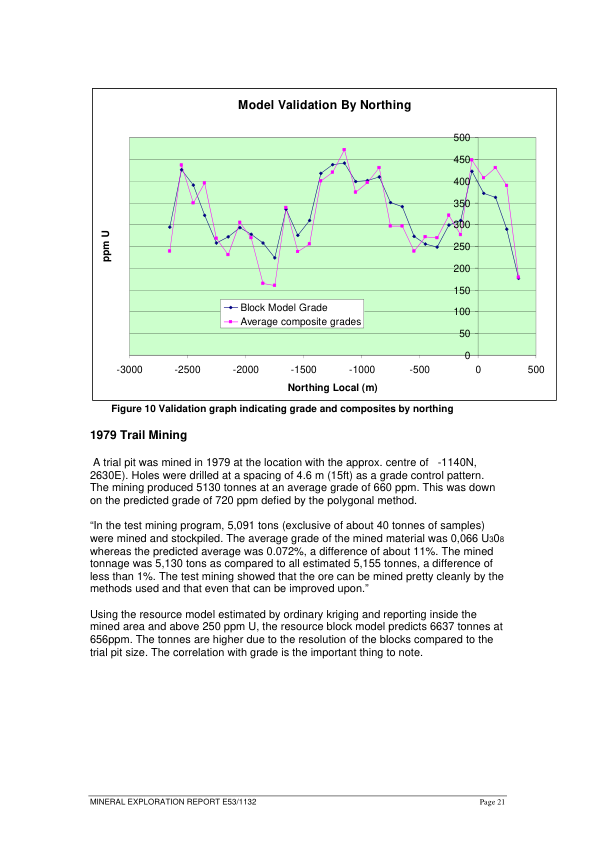 Model Validation By Northing
500
450
400
350
300
250
200
150
100
50
0
ppm U
Block Model Grade
Average composite grades
-3000 -2500 -2000 -1500 -1000 -500 0 500
Northing Local (m)
Figure 10 Validation graph indicating grade and composites by northing
1979 Trail Mining
A trial pit was mined in 1979 at the location with the approx. centre of -1140N,
2630E). Holes were drilled at a spacing of 4.6 m (15ft) as a grade control pattern.
The mining produced 5130 tonnes at an average grade of 660 ppm. This was down
on the predicted grade of 720 ppm defied by the polygonal method.
“In the test mining program, 5,091 tons (exclusive of about 40 tonnes of samples)
were mined and stockpiled. The average grade of the mined material was 0,066 U₃0₈
whereas the predicted average was 0.072%, a difference of about 11%. The mined
tonnage was 5,130 tons as compared to all estimated 5,155 tonnes, a difference of
less than 1%. The test mining showed that the ore can be mined pretty cleanly by the
methods used and that even that can be improved upon.”
Using the resource model estimated by ordinary kriging and reporting inside the
mined area and above 250 ppm U, the resource block model predicts 6637 tonnes at
656ppm. The tonnes are higher due to the resolution of the blocks compared to the
trial pit size. The correlation with grade is the important thing to note.
MINERAL EXPLORATION REPORT E53/1132 Page 21